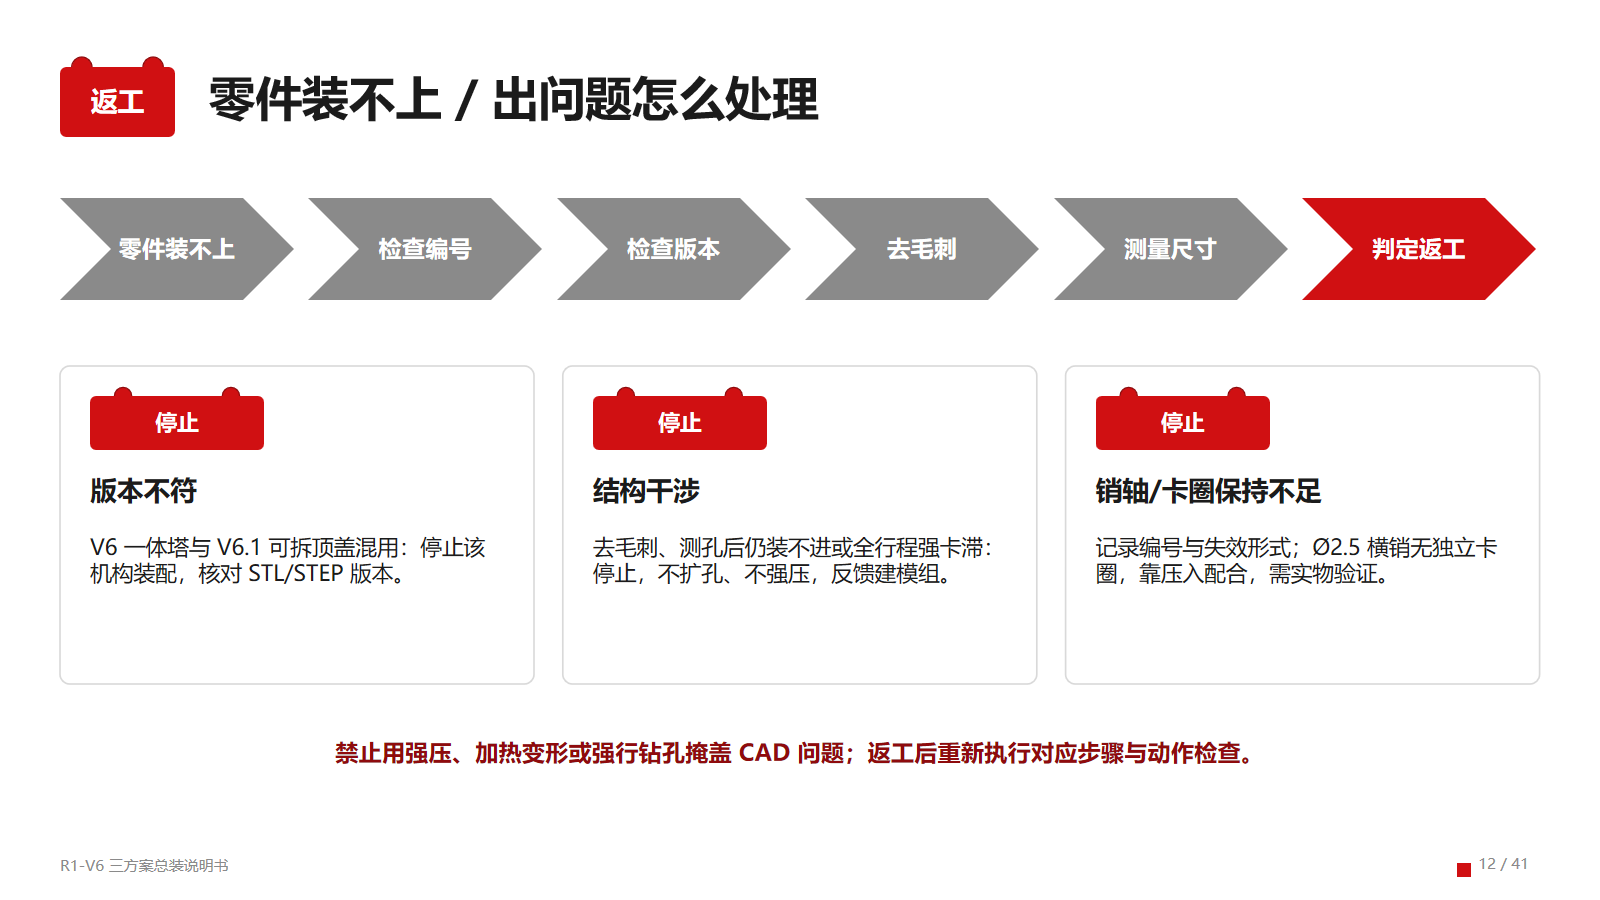 返工
零件装不上 / 出问题怎么处理
零件装不上
检查编号
检查版本
去毛刺
测量尺寸
判定返工
停止
版本不符
V6 一体塔与 V6.1 可拆顶盖混用：停止该
机构装配，核对 STL/STEP 版本。
停止
结构干涉
去毛刺、测孔后仍装不进或全行程强卡滞：
停止，不扩孔、不强压，反馈建模组。
停止
销轴/卡圈保持不足
记录编号与失效形式；Ø2.5 横销无独立卡
圈，靠压入配合，需实物验证。
禁止用强压、加热变形或强行钻孔掩盖 CAD 问题；返工后重新执行对应步骤与动作检查。
R1-V6 三方案总装说明书
12 / 41